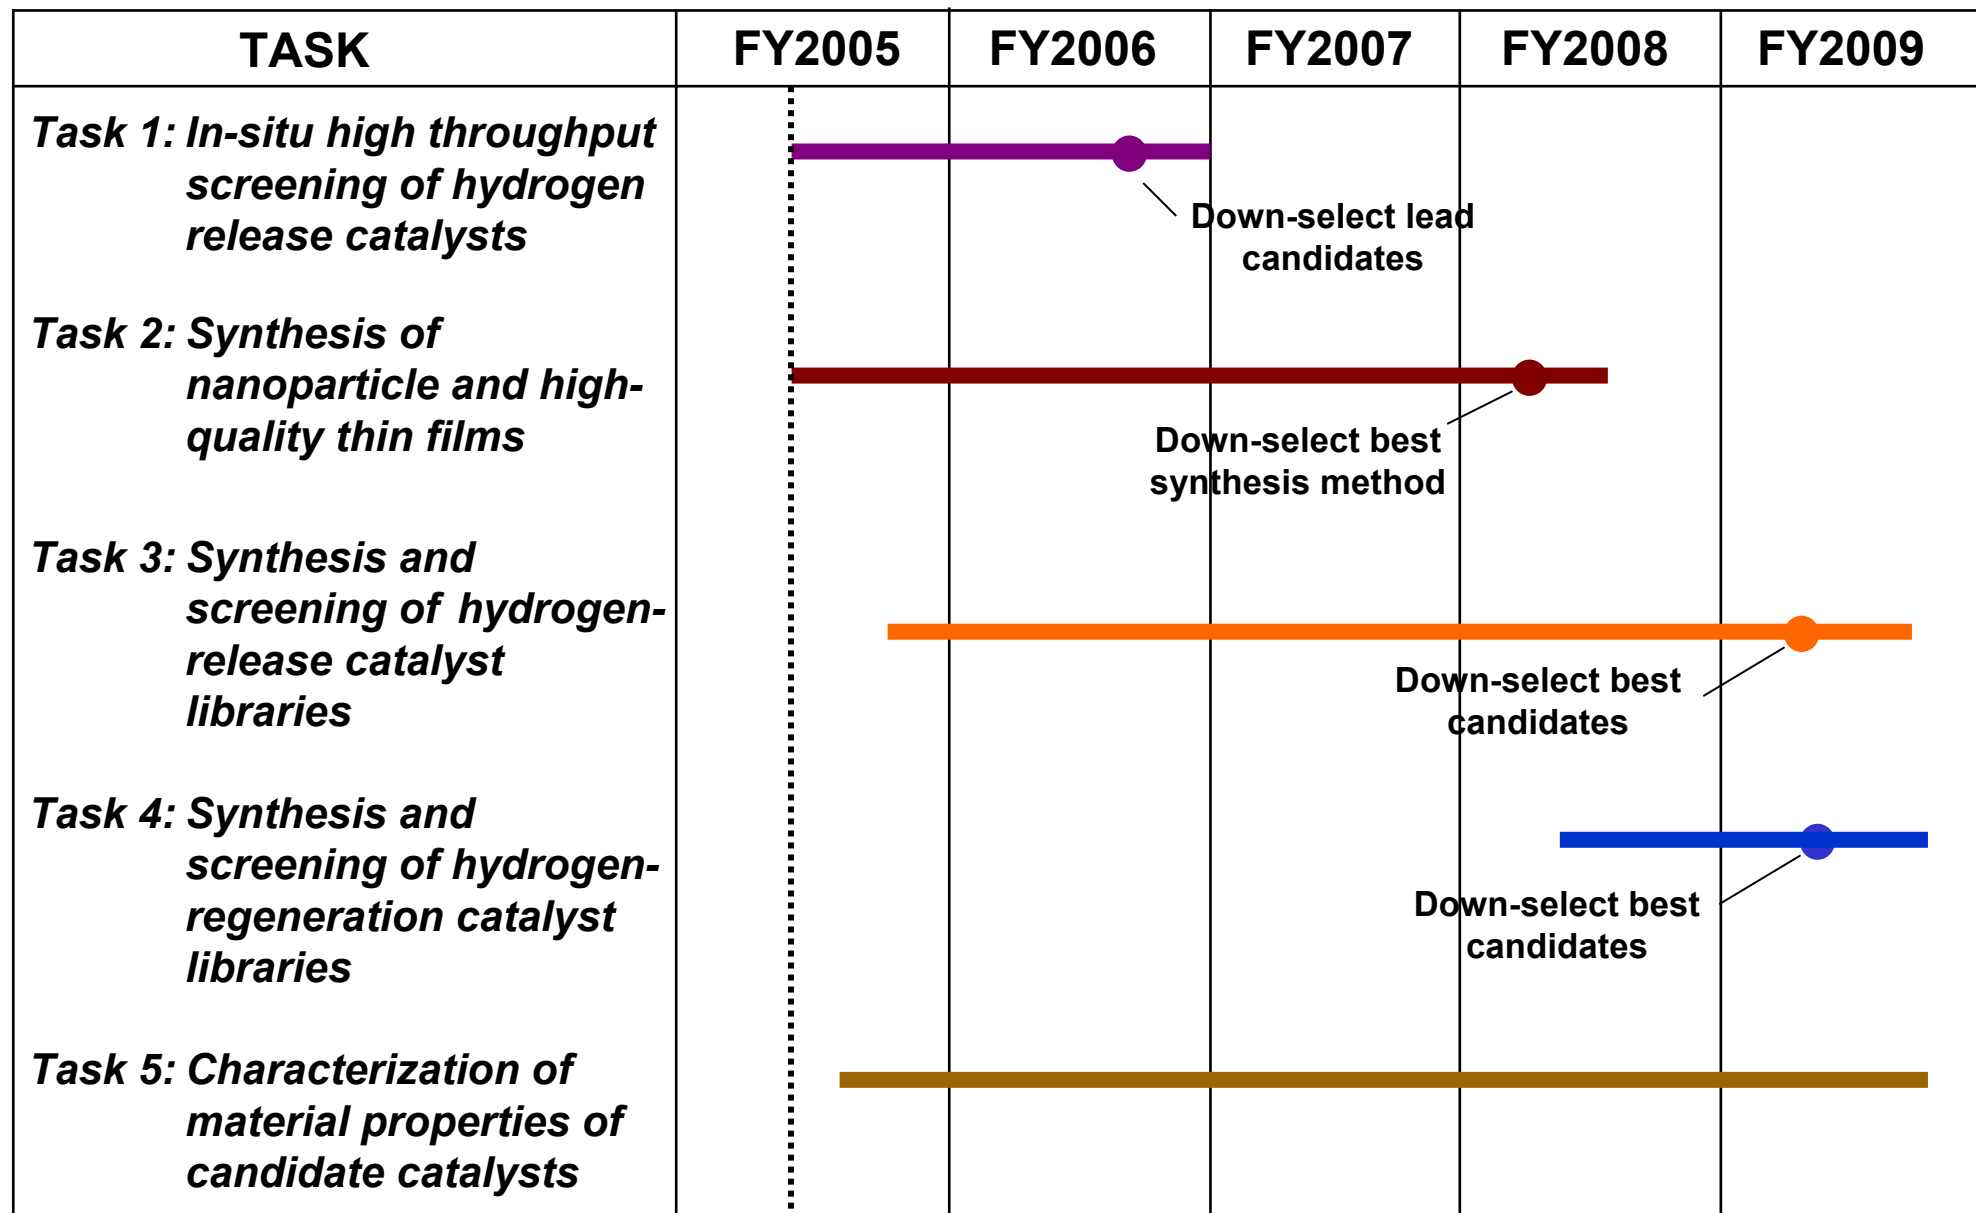 TASK FY2005 FY2006 FY2007 FY2008 FY2009
Task 1: In-situ high throughput
screening of hydrogen
release catalysts
Down-select lead
candidates
Task 2: Synthesis of
nanoparticle and high-
quality thin films
Down-select best
synthesis method
Task 3: Synthesis and
screening of hydrogen-
release catalyst
libraries
Down-select best
candidates
Task 4: Synthesis and
screening of hydrogen-
regeneration catalyst
libraries
Down-select best
candidates
Task 5: Characterization of
material properties of
candidate catalysts